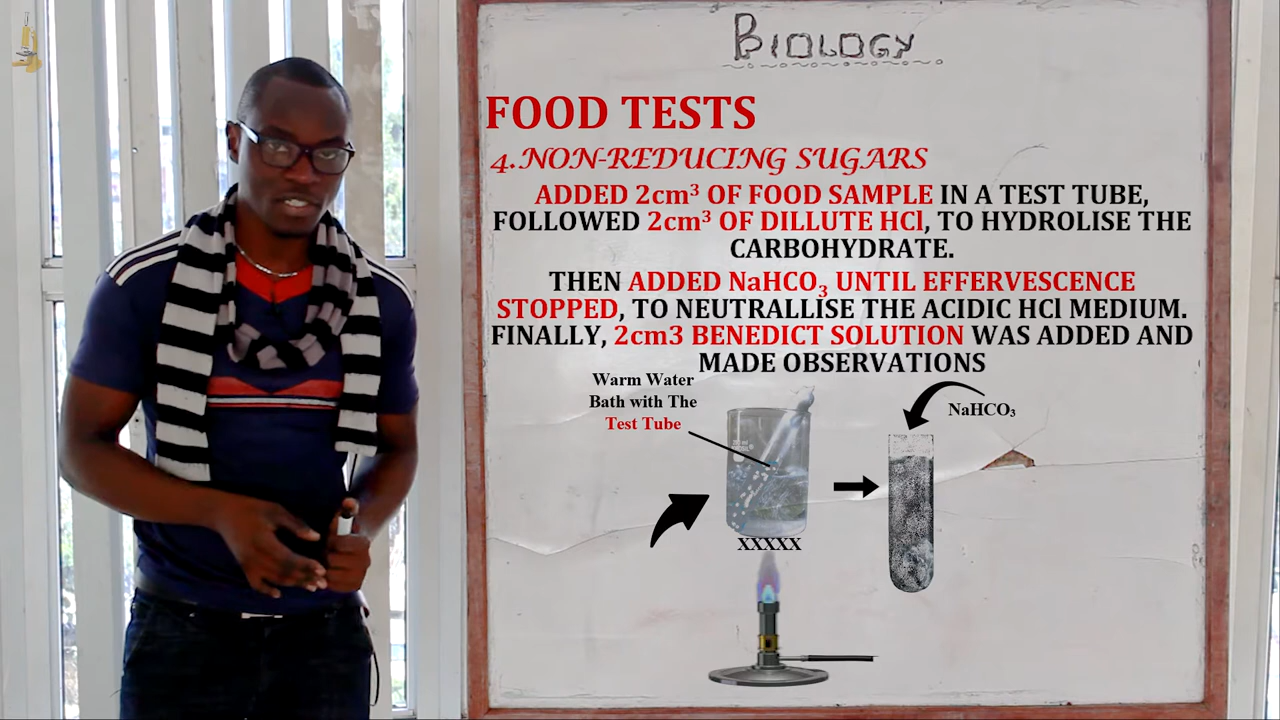 BIOLOGY
FOOD TESTS
4.NON-REDUCING SUGARS
ADDED 2cm³ OF FOOD SAMPLE IN A TEST TUBE,
FOLLOWED 2cm³ OF DILLUTE HCl, TO HYDROLISE THE
CARBOHYDRATE.
THEN ADDED NaHCO₃ UNTIL EFFERVESCENCE
STOPPED, TO NEUTRALLISE THE ACIDIC HCl MEDIUM.
FINALLY, 2cm3 BENEDICT SOLUTION WAS ADDED AND
MADE OBSERVATIONS
Warm Water
Bath with The
Test Tube
NaHCO₃
XXXXX